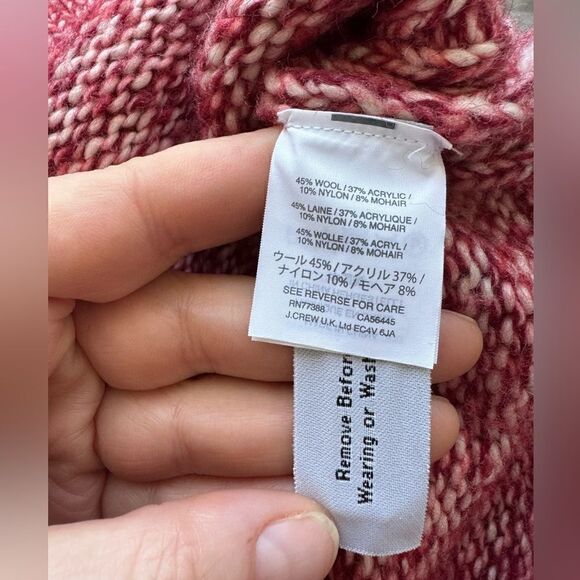 45% WOOL / 37% ACRYLIC /
10% NYLON / 8% MOHAIR
45% LAINE / 37% ACRYLIQUE /
10% NYLON / 8% MOHAIR
45% WOLLE / 37% ACRYL /
10% NYLON / 8% MOHAIR
ウール 45% / アクリル 37% /
ナイロン 10% / モヘア 8%
SEE REVERSE FOR CARE
RN77388 CA56445
J.CREW U.K. Ltd EC4V 6JA
Remove Before
Wearing or Wash